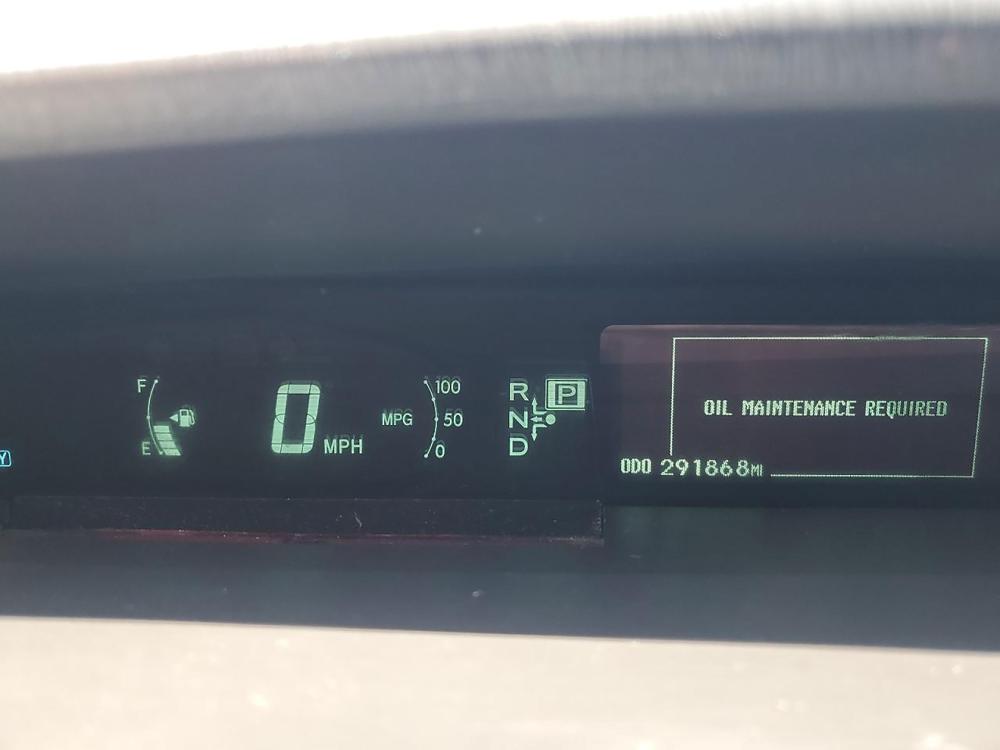 F
E
0 MPH
MPG
100
50
0
R
N
D
P
OIL MAINTENANCE REQUIRED
ODO 291868MI